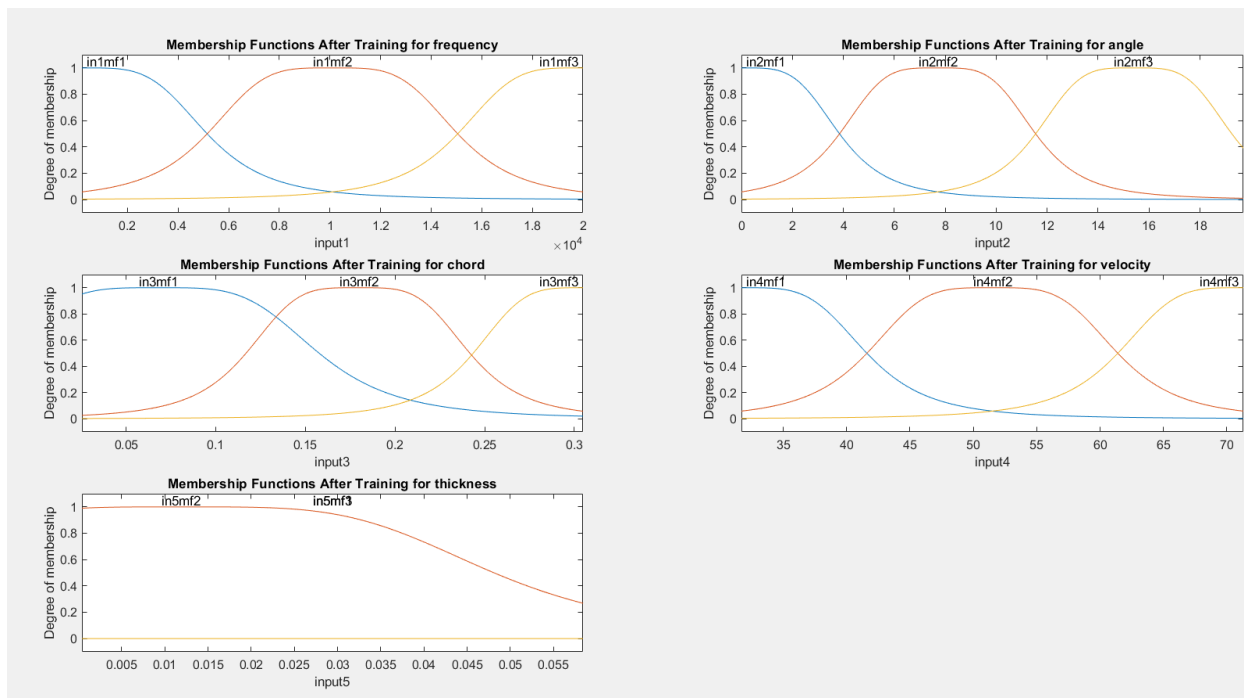 Membership Functions After Training for frequency
in1mf1 in1mf2 in1mf3
1
0.8
0.6
0.4
0.2
0
Degree of membership
0.2 0.4 0.6 0.8 1 1.2 1.4 1.6 1.8 2
×10⁴
input1
Membership Functions After Training for angle
in2mf1 in2mf2 in2mf3
1
0.8
0.6
0.4
0.2
0
Degree of membership
0 2 4 6 8 10 12 14 16 18
input2
Membership Functions After Training for chord
in3mf1 in3mf2 in3mf3
1
0.8
0.6
0.4
0.2
0
Degree of membership
0.05 0.1 0.15 0.2 0.25 0.3
input3
Membership Functions After Training for velocity
in4mf1 in4mf2 in4mf3
1
0.8
0.6
0.4
0.2
0
Degree of membership
35 40 45 50 55 60 65 70
input4
Membership Functions After Training for thickness
in5mf2
1
0.8
0.6
0.4
0.2
0
Degree of membership
0.005 0.01 0.015 0.02 0.025 0.03 0.035 0.04 0.045 0.05 0.055
input5